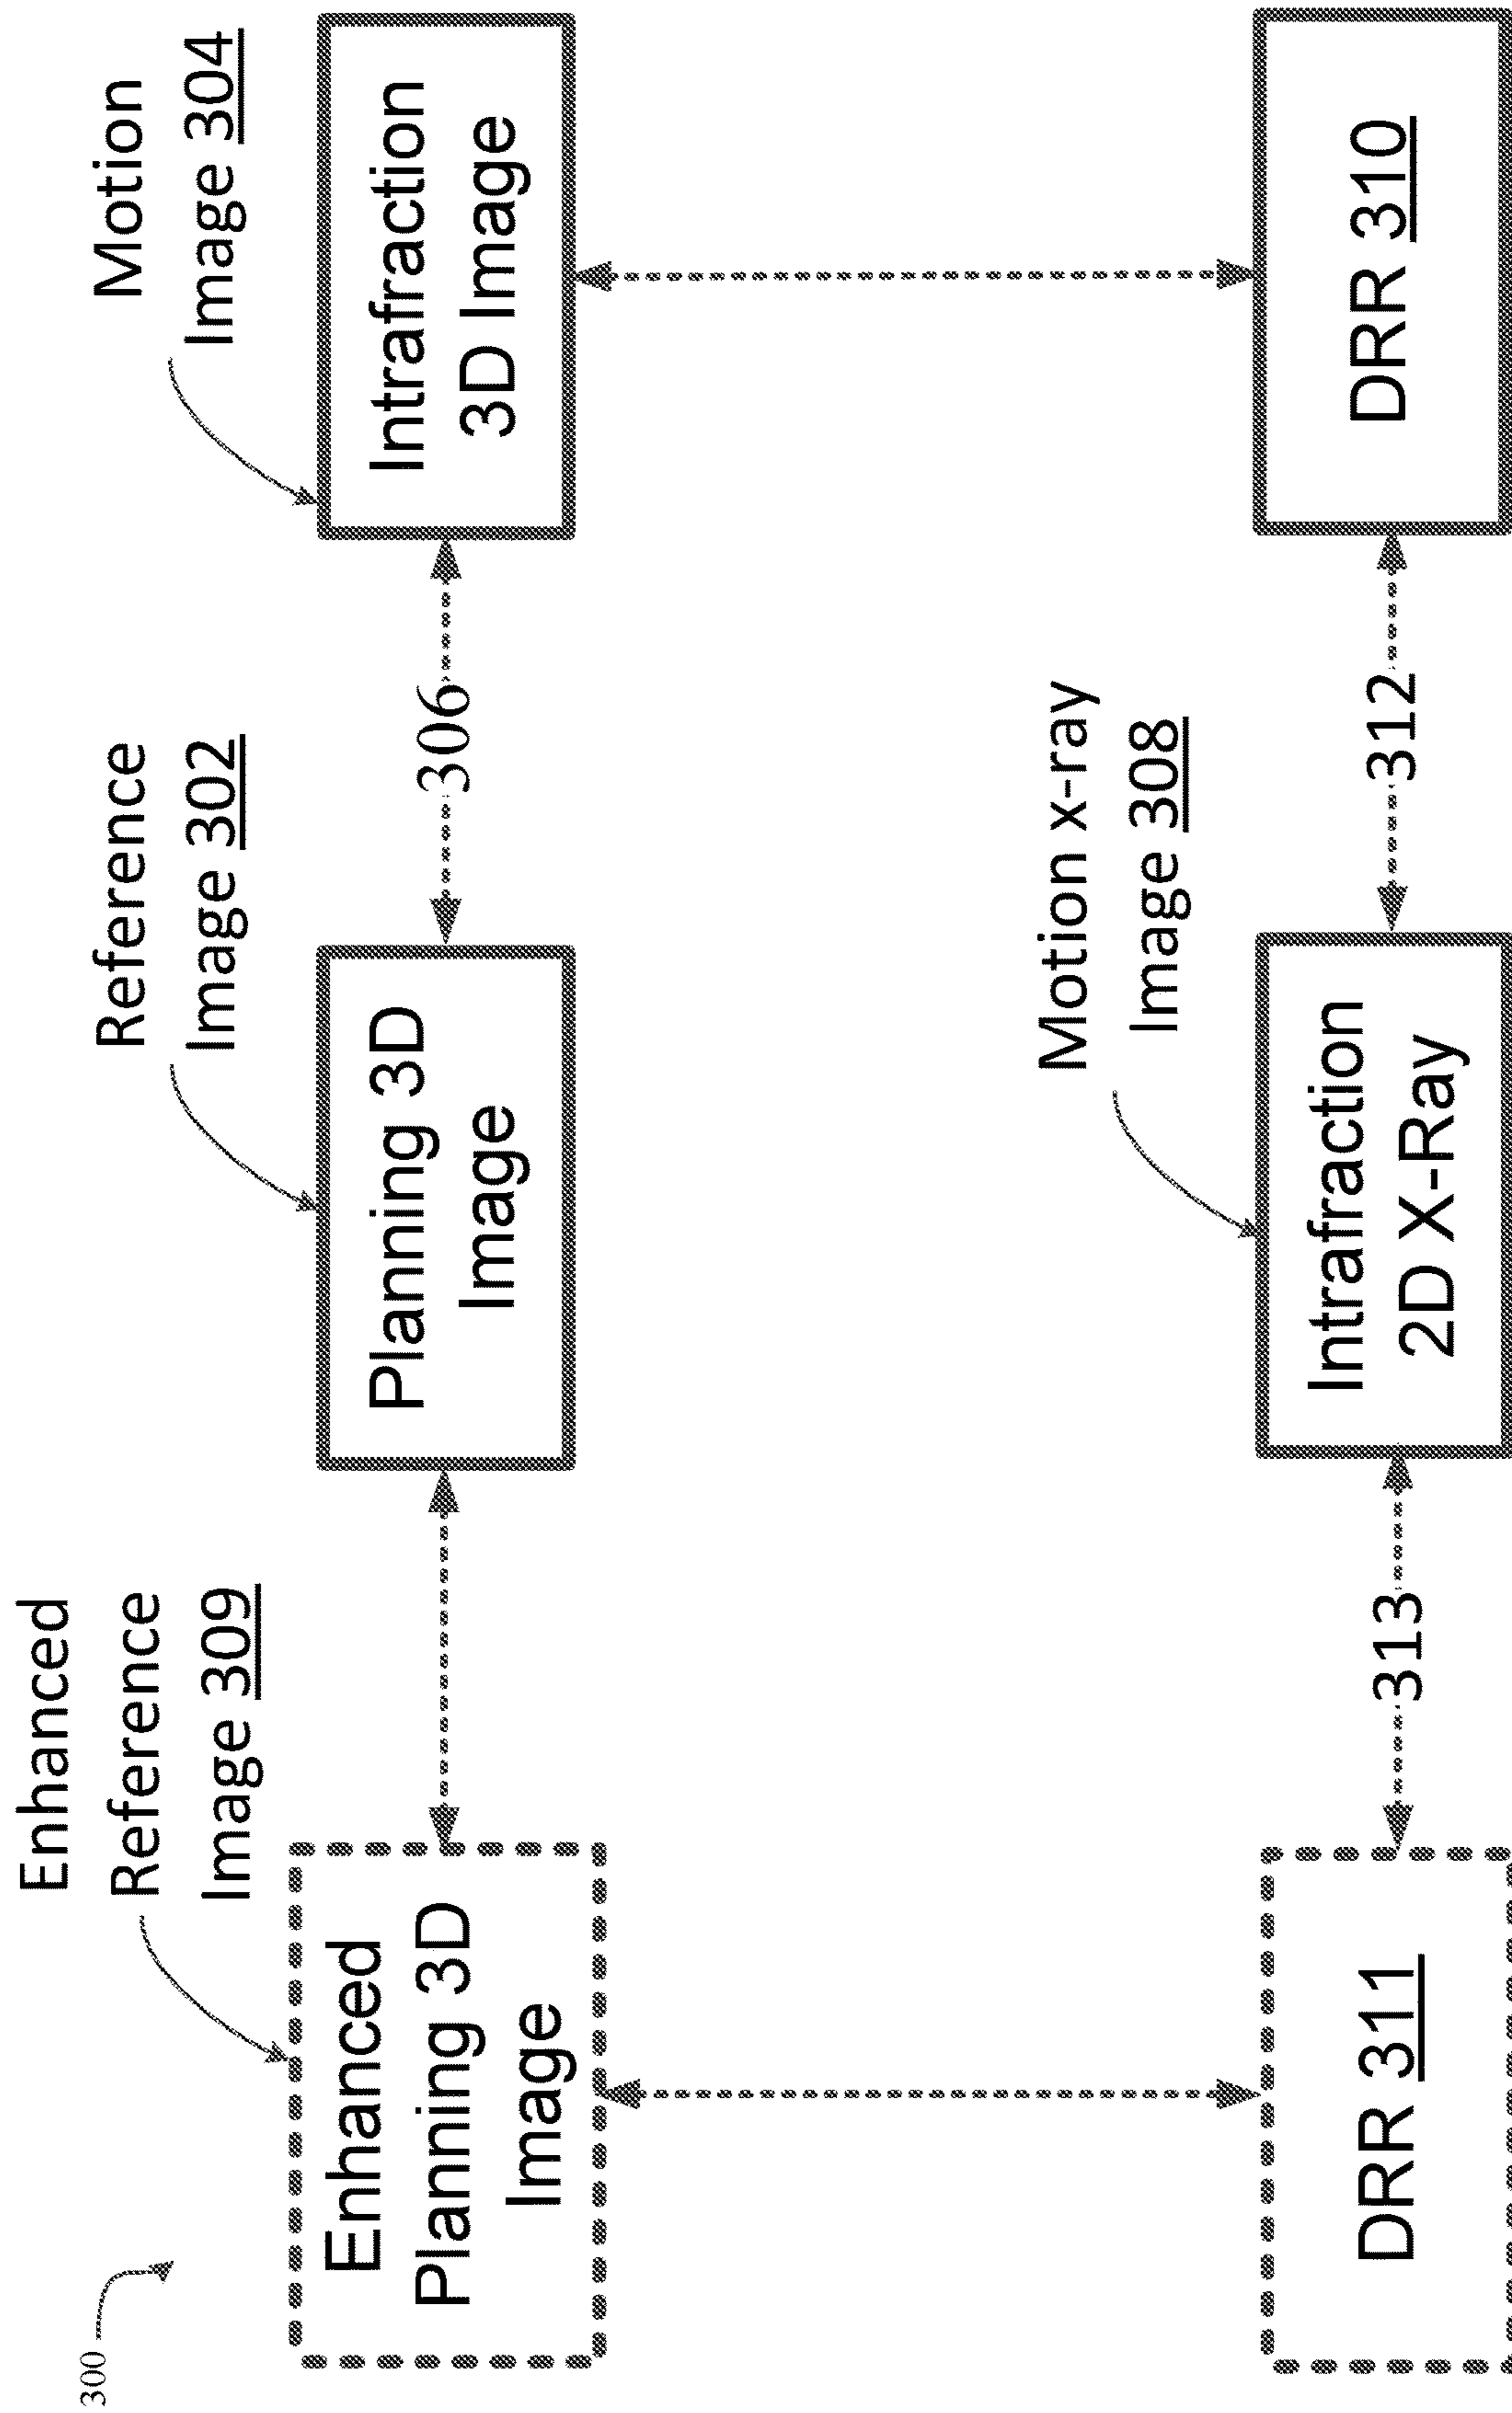 300
Enhanced
Reference
Image 309
Reference
Image 302
Motion
Image 304
Enhanced
Planning 3D
Image
Planning 3D
Image
306
Intrafraction
3D Image
Motion x-ray
Image 308
DRR 311
313
Intrafraction
2D X-Ray
312
DRR 310